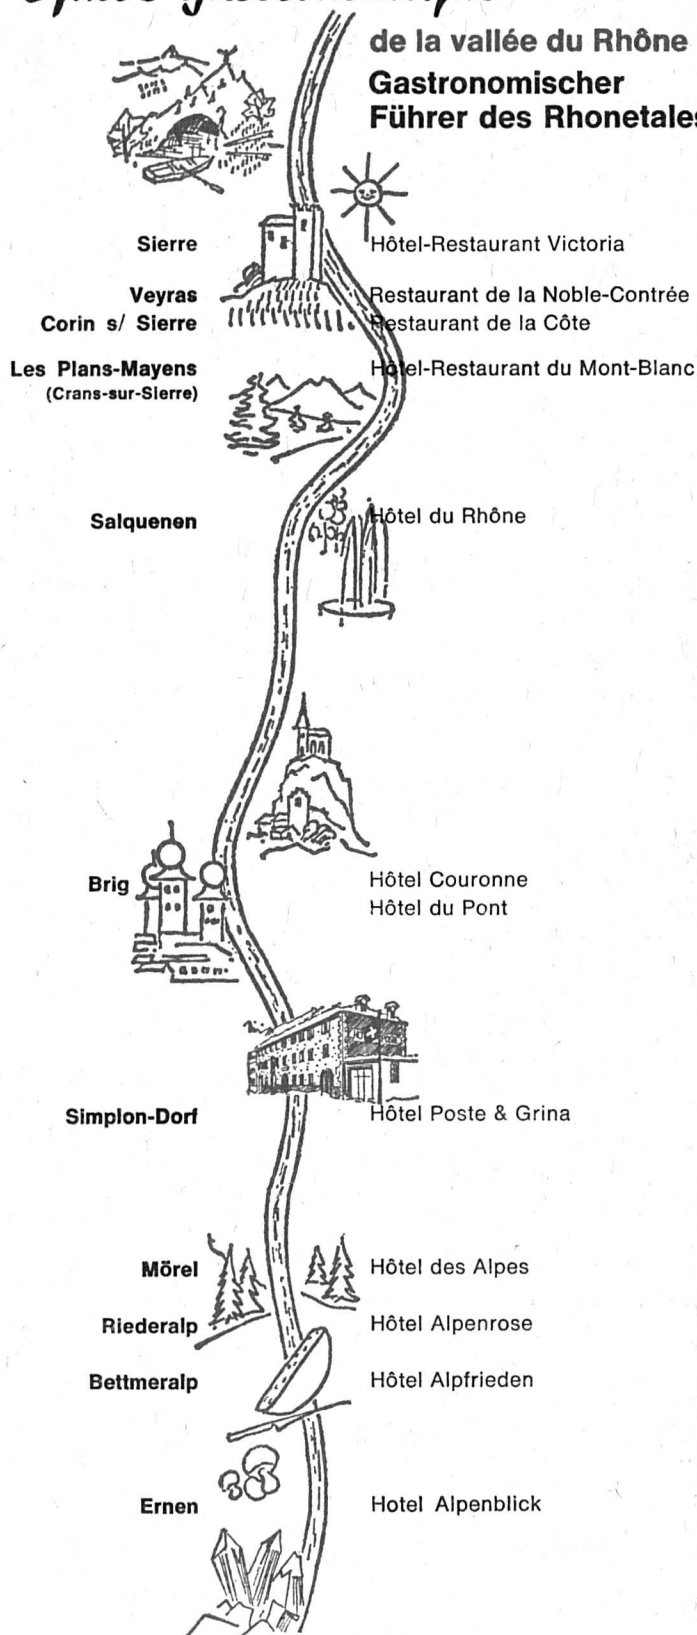 de la vallée du Rhône
Gastronomischer
Führer des Rhonetales
Sierre Hôtel-Restaurant Victoria
Veyras Restaurant de la Noble-Contrée
Corin s/ Sierre Restaurant de la Côte
Les Plans-Mayens Hôtel-Restaurant du Mont-Blanc
(Crans-sur-Sierre)
Salquenen Hôtel du Rhône
Brig Hôtel Couronne
Hôtel du Pont
Simplon-Dorf Hôtel Poste & Grina
Mörel Hôtel des Alpes
Riederalp Hôtel Alpenrose
Bettmeralp Hôtel Alpfrieden
Ernen Hotel Alpenblick